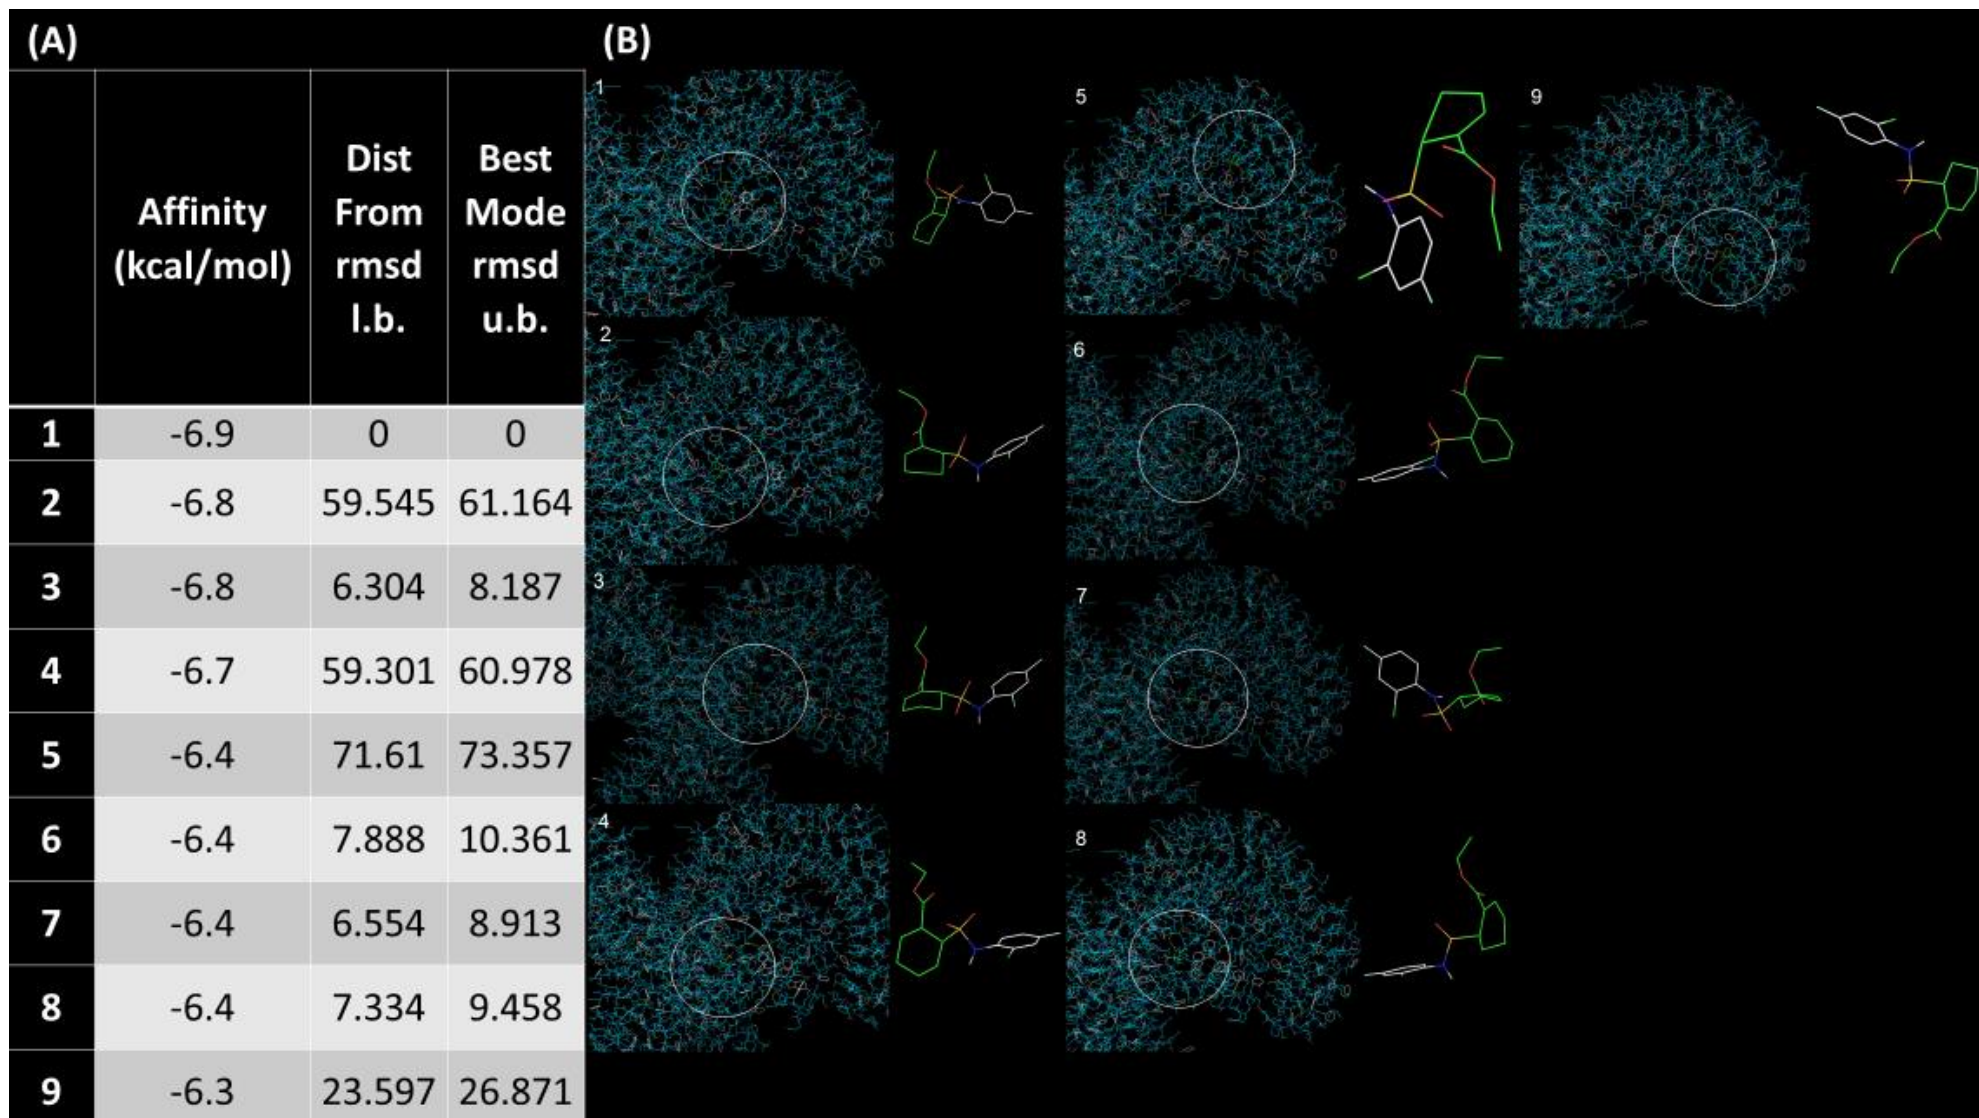 (A)
Affinity
(kcal/mol)
Dist
From
rmsd
l.b.
Best
Mode
rmsd
u.b.
1 -6.9 0 0
2 -6.8 59.545 61.164
3 -6.8 6.304 8.187
4 -6.7 59.301 60.978
5 -6.4 71.61 73.357
6 -6.4 7.888 10.361
7 -6.4 6.554 8.913
8 -6.4 7.334 9.458
9 -6.3 23.597 26.871
(B)
1
2
3
4
5
6
7
8
9